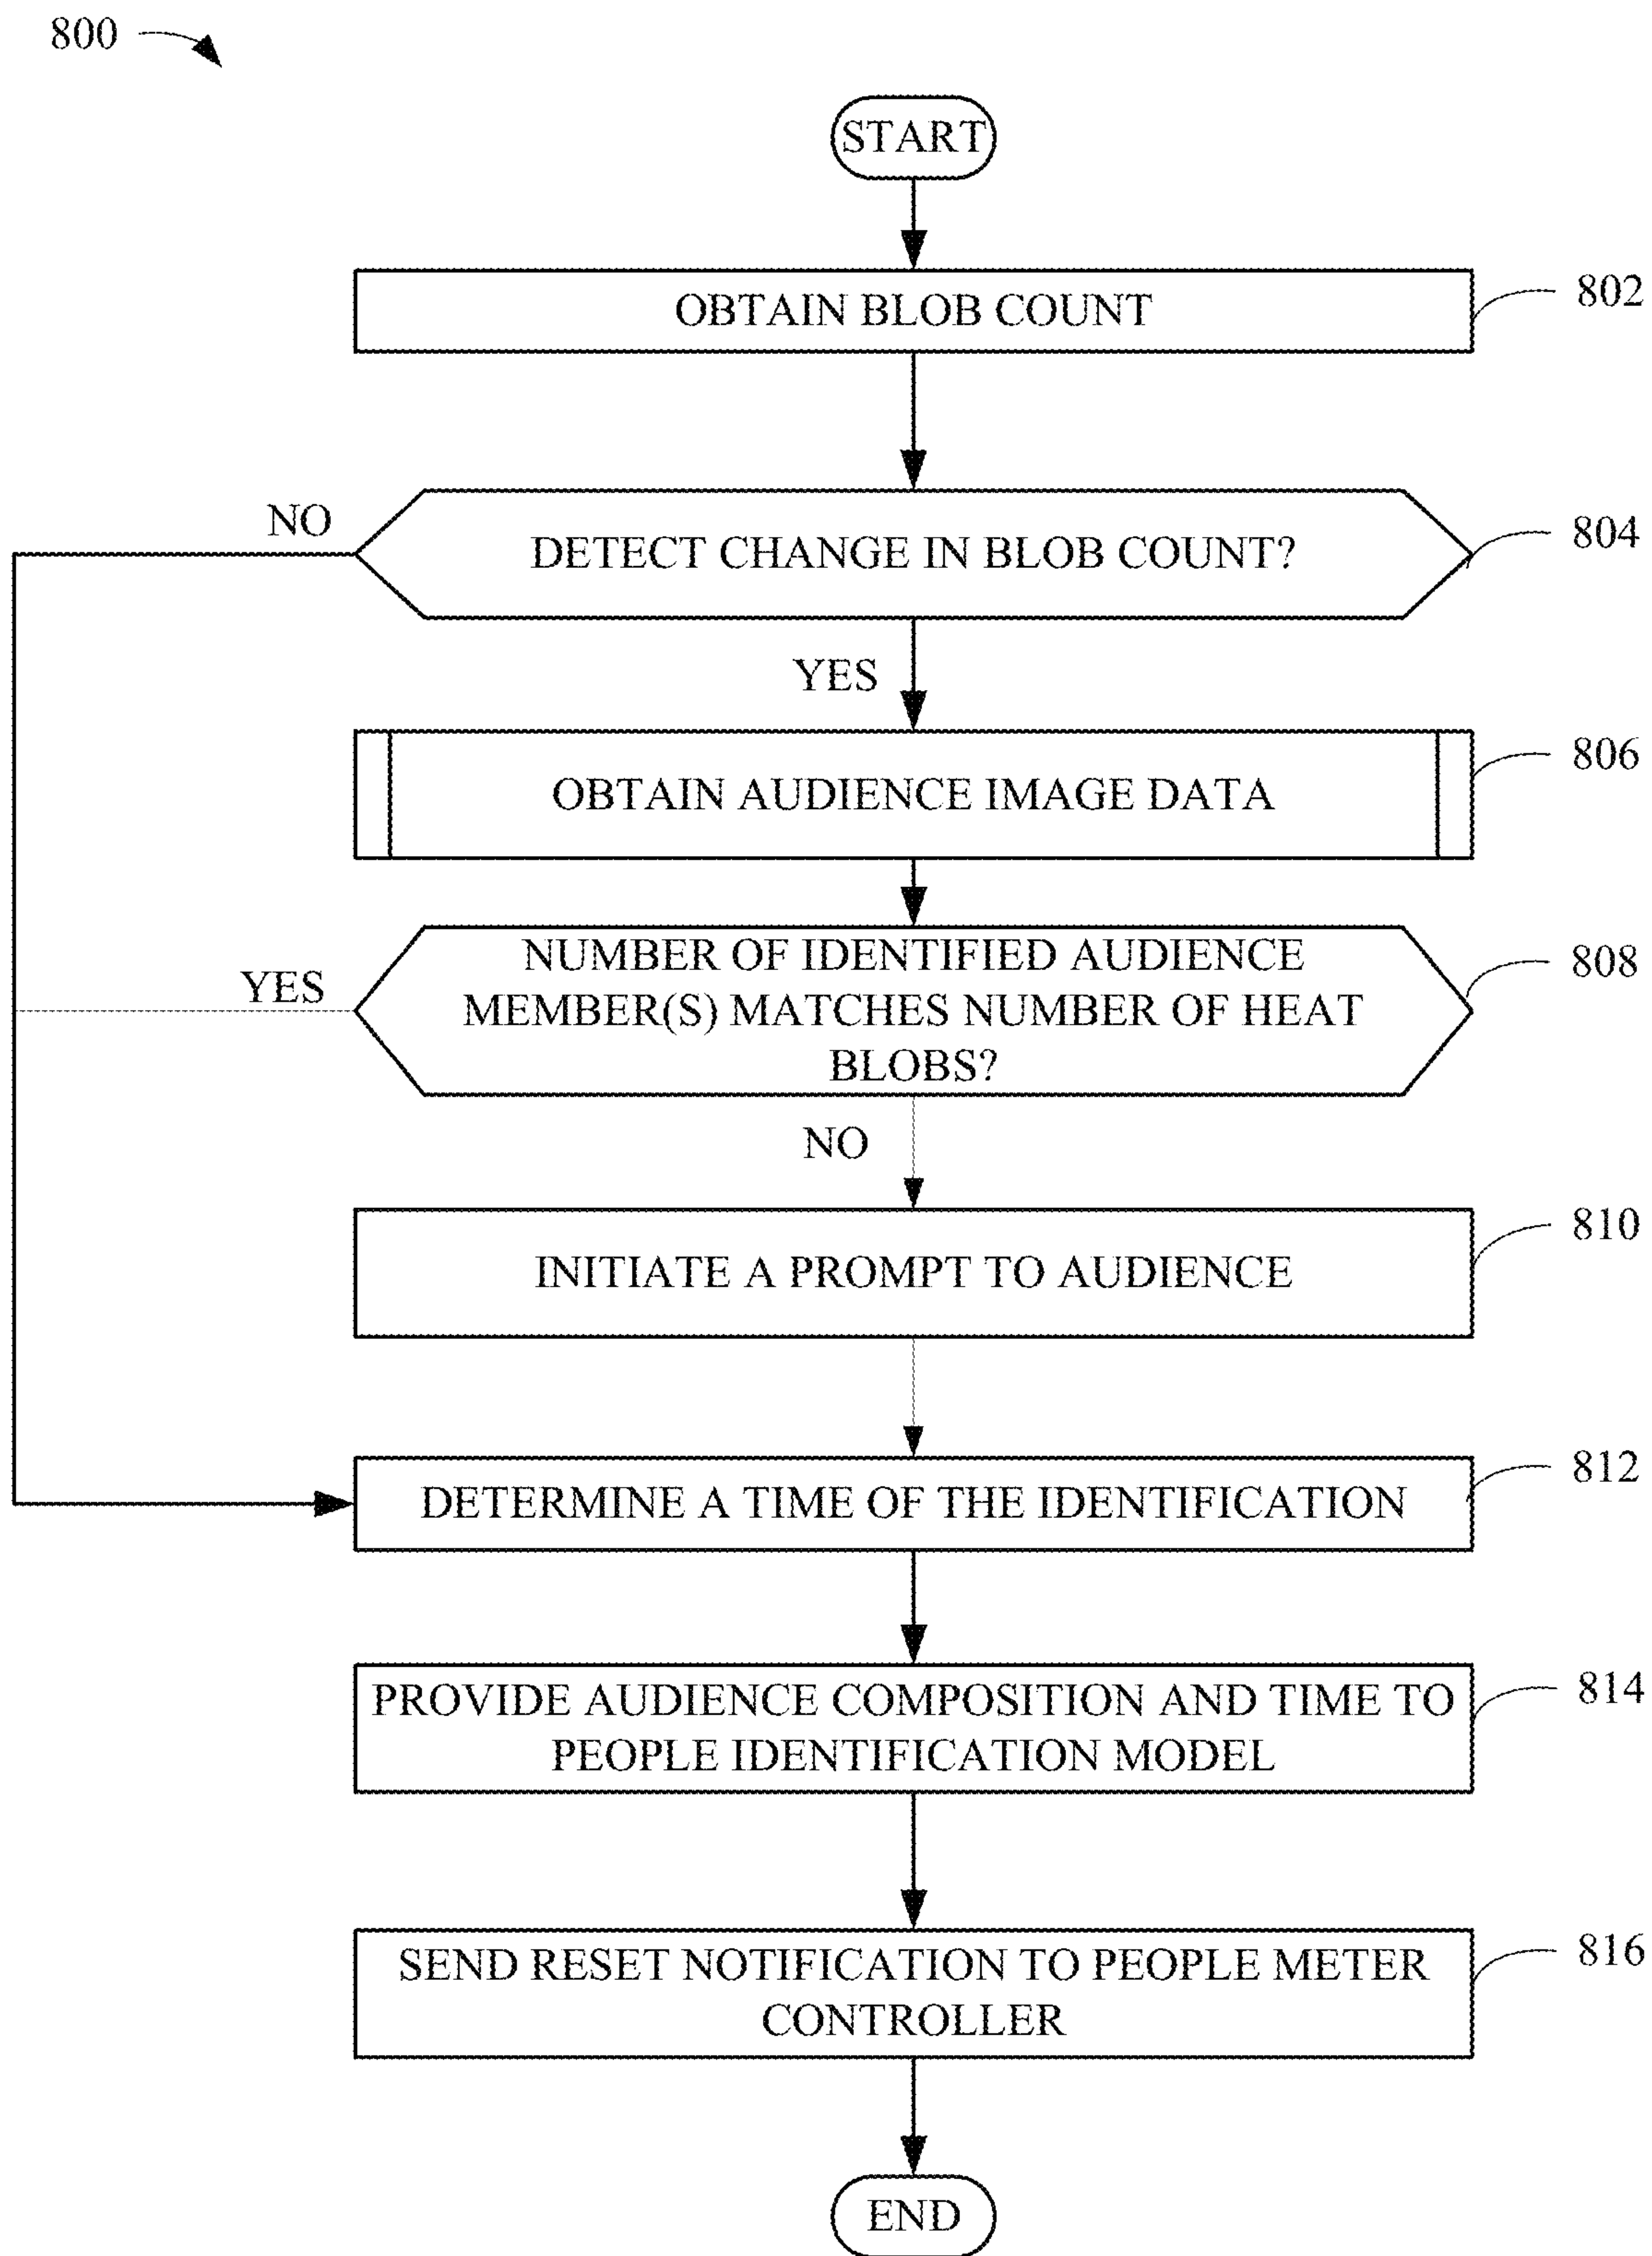 800
START
OBTAIN BLOB COUNT
802
DETECT CHANGE IN BLOB COUNT?
804
NO
YES
OBTAIN AUDIENCE IMAGE DATA
806
NUMBER OF IDENTIFIED AUDIENCE
MEMBER(S) MATCHES NUMBER OF HEAT
BLOBS?
808
YES
NO
INITIATE A PROMPT TO AUDIENCE
810
DETERMINE A TIME OF THE IDENTIFICATION
812
PROVIDE AUDIENCE COMPOSITION AND TIME TO
PEOPLE IDENTIFICATION MODEL
814
SEND RESET NOTIFICATION TO PEOPLE METER
CONTROLLER
816
END